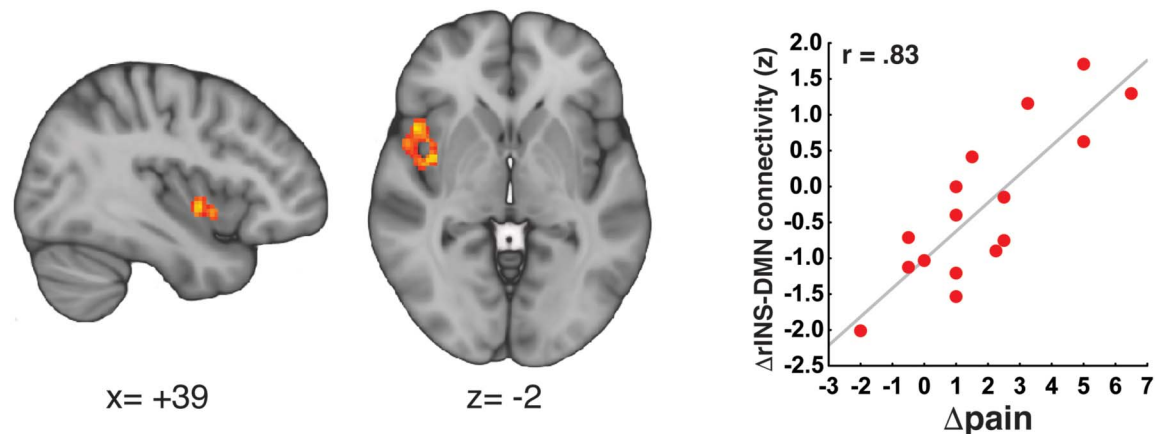 x= +39
z= -2
r = .83
ΔrINS-DMN connectivity (z)
2.0
1.5
1.0
0.5
0.0
-0.5
-1.0
-1.5
-2.0
-2.5
-3 -2 -1 0 1 2 3 4 5 6 7
Δpain